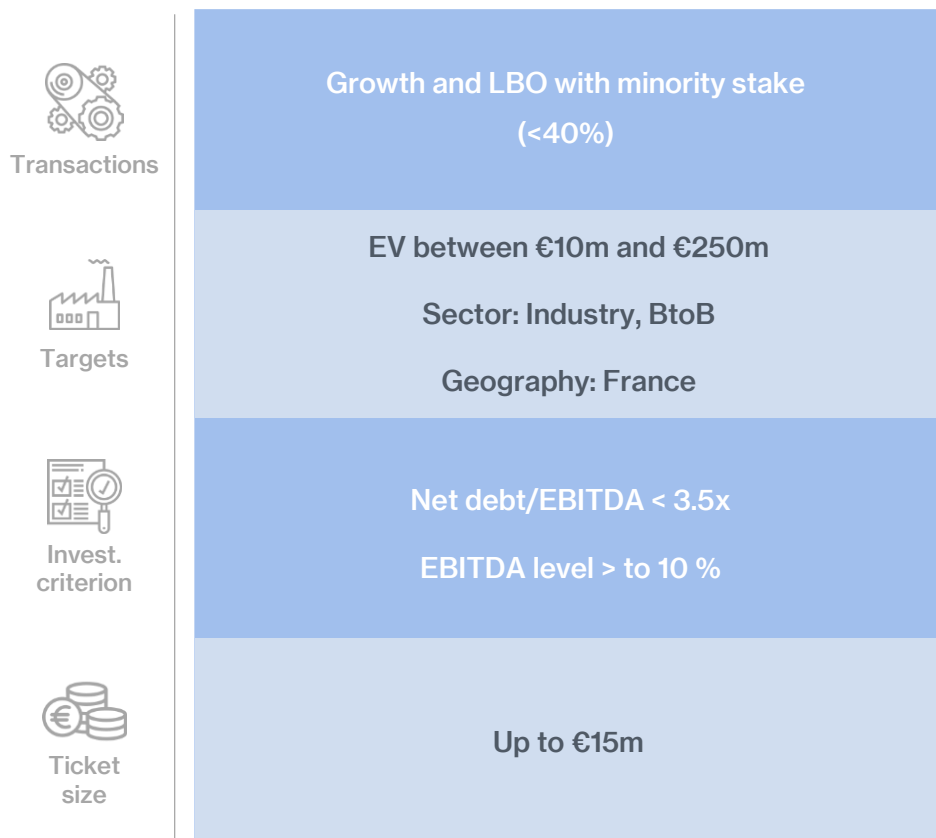 Transactions
Growth and LBO with minority stake
(<40%)
Targets
EV between €10m and €250m
Sector: Industry, BtoB
Geography: France
Invest.
criterion
Net debt/EBITDA < 3.5x
EBITDA level > to 10 %
Ticket
size
Up to €15m